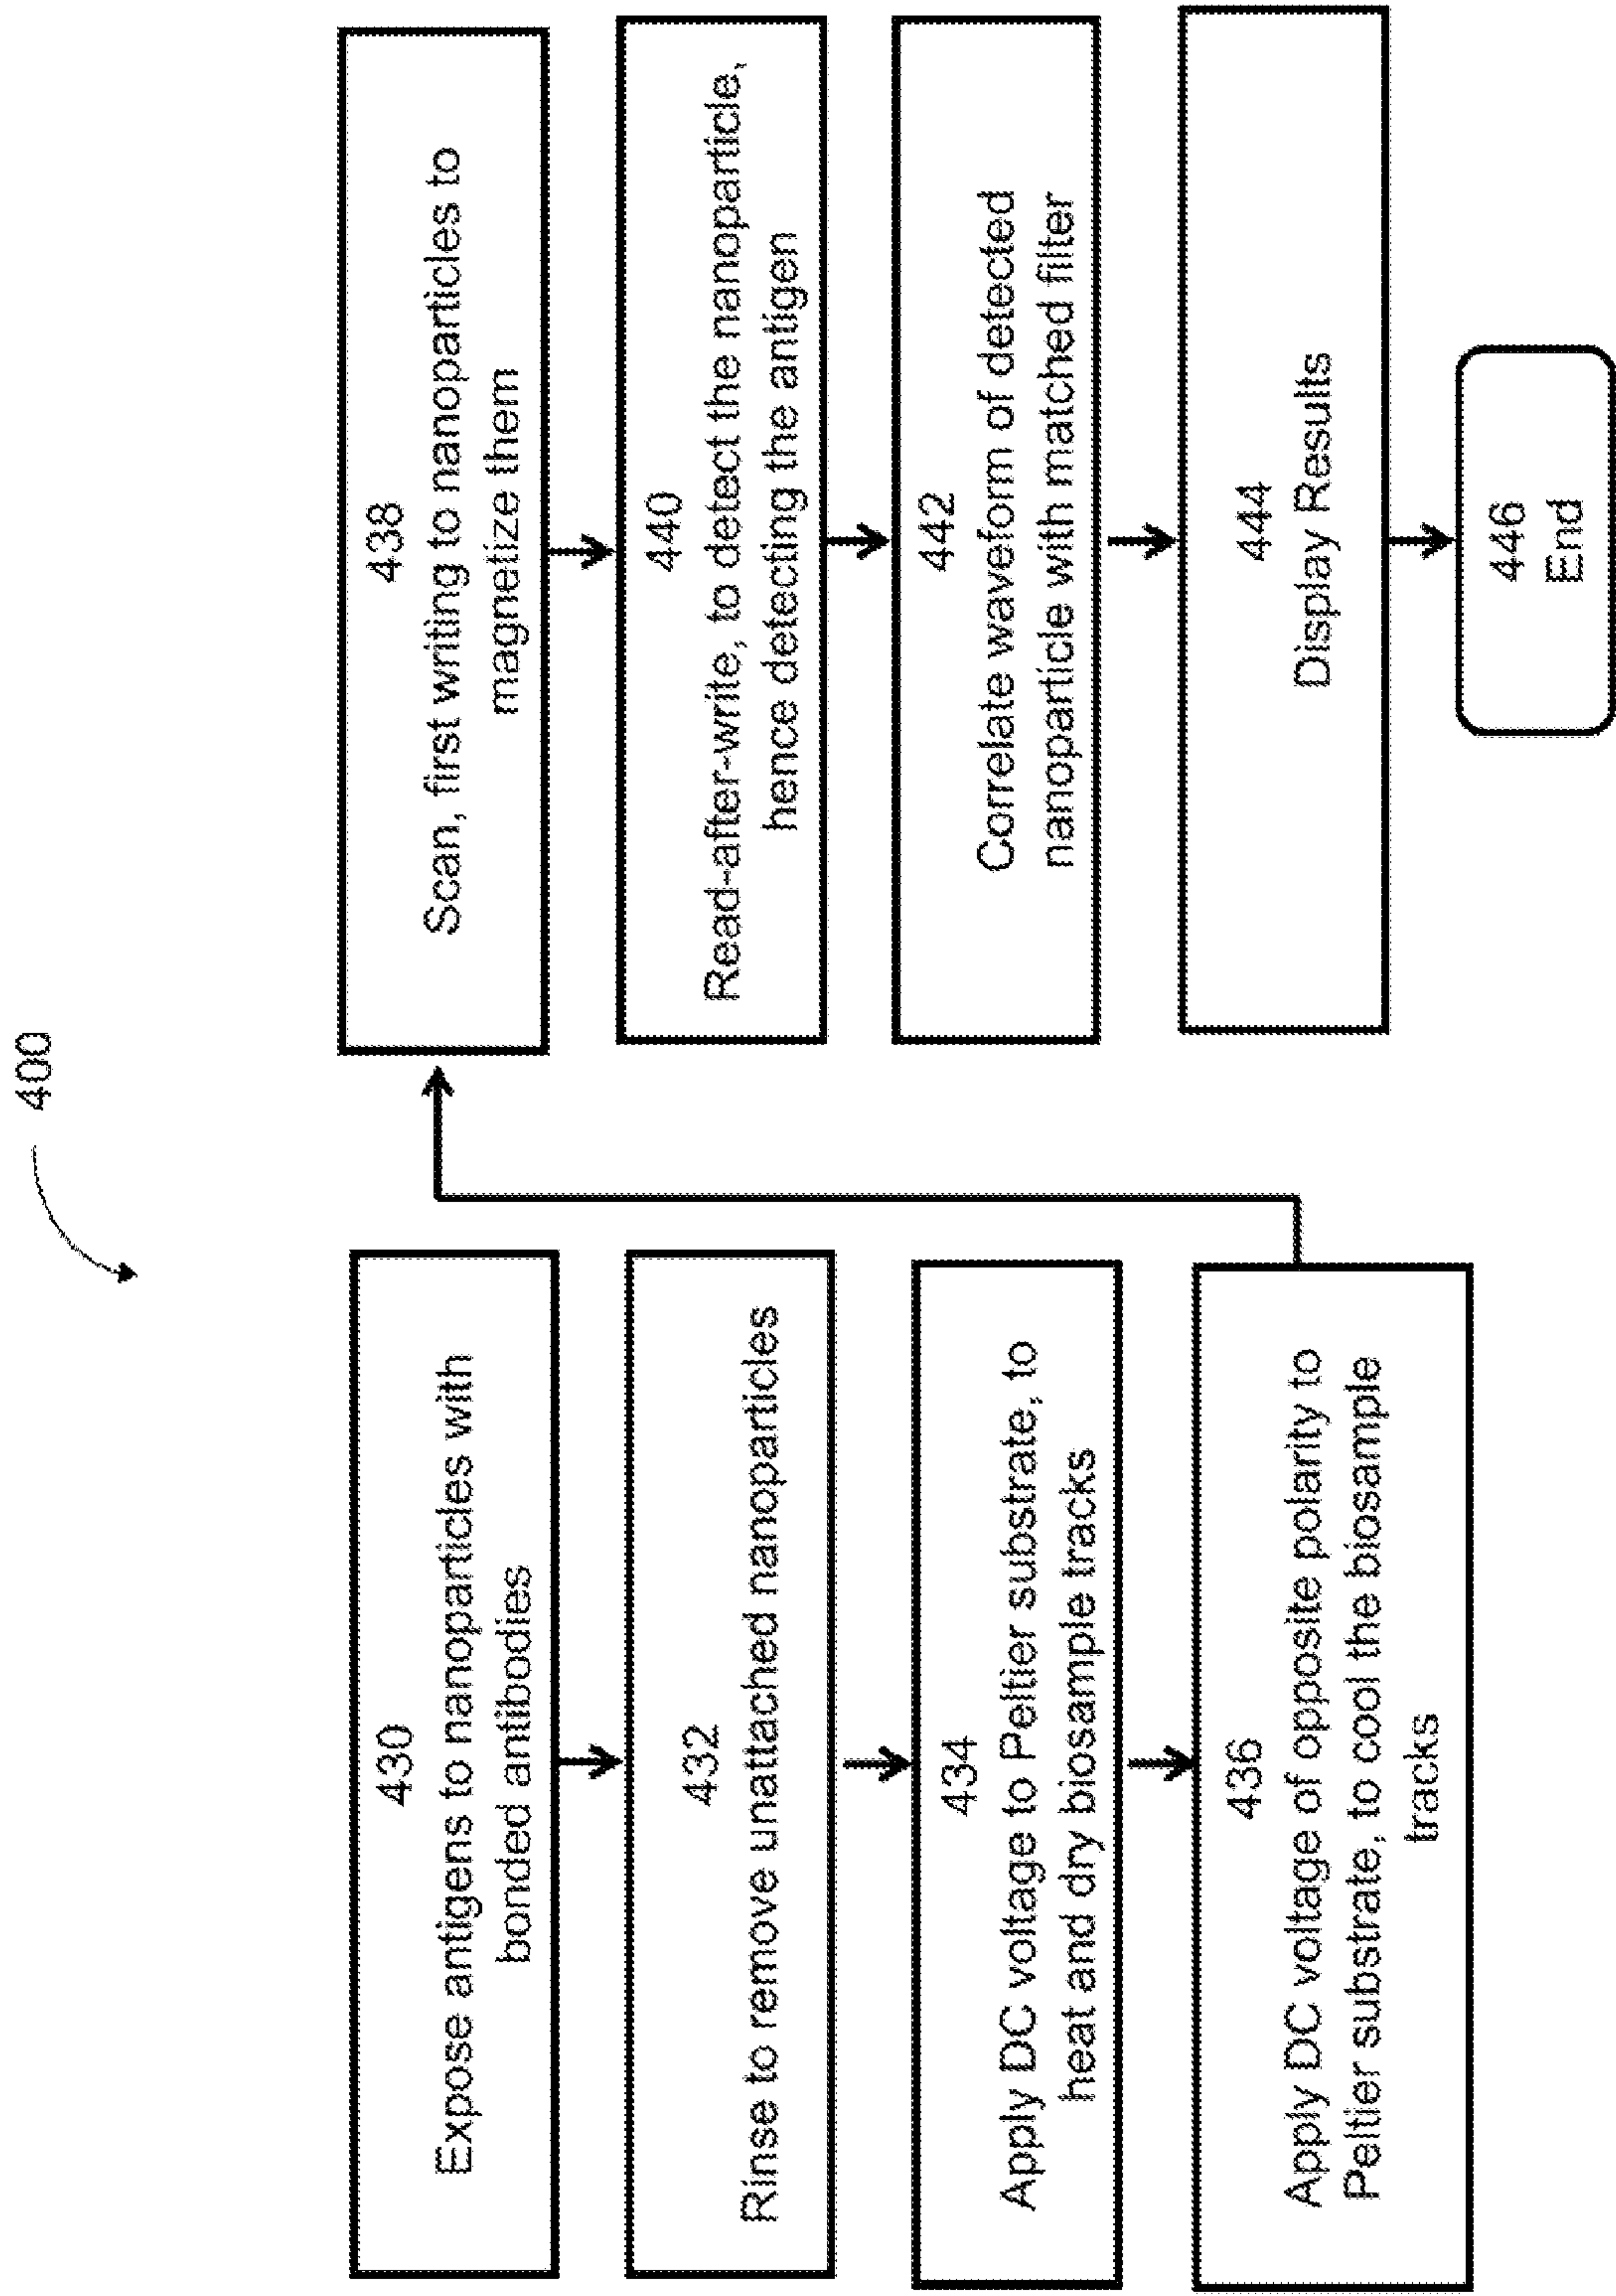 400
430
Expose antigens to nanoparticles with
bonded antibodies
432
Rinse to remove unattached nanoparticles
434
Apply DC voltage to Peltier substrate, to
heat and dry biosample tracks
436
Apply DC voltage of opposite polarity to
Peltier substrate, to cool the biosample
tracks
438
Scan, first writing to nanoparticles to
magnetize them
440
Read-after-write, to detect the nanoparticle,
hence detecting the antigen
442
Correlate waveform of detected
nanoparticle with matched filter
444
Display Results
446
End